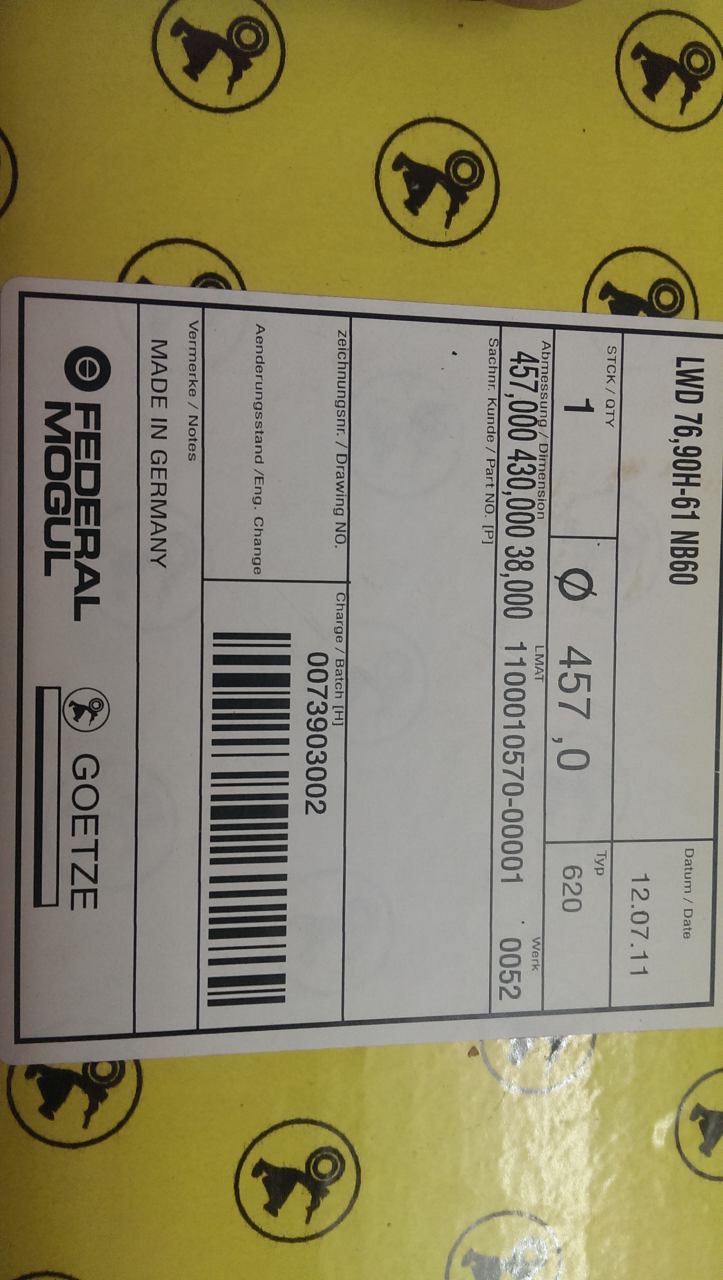 LWD 76,90H-61 NB60
Datum / Date
12.07.11
STCK / QTY
1
Ø 457 ,0
Typ
620
Abmessung / Dimension
457,000 430,000 38,000
LMAT
1100010570-00001
Werk
0052
Sachnr. Kunde / Part NO. [P]
zeichnungsnr. / Drawing NO.
Charge / Batch [H]
0073903002
Aenderungsstand /Eng. Change
Vermerke / Notes
MADE IN GERMANY
FEDERAL
MOGUL
GOETZE